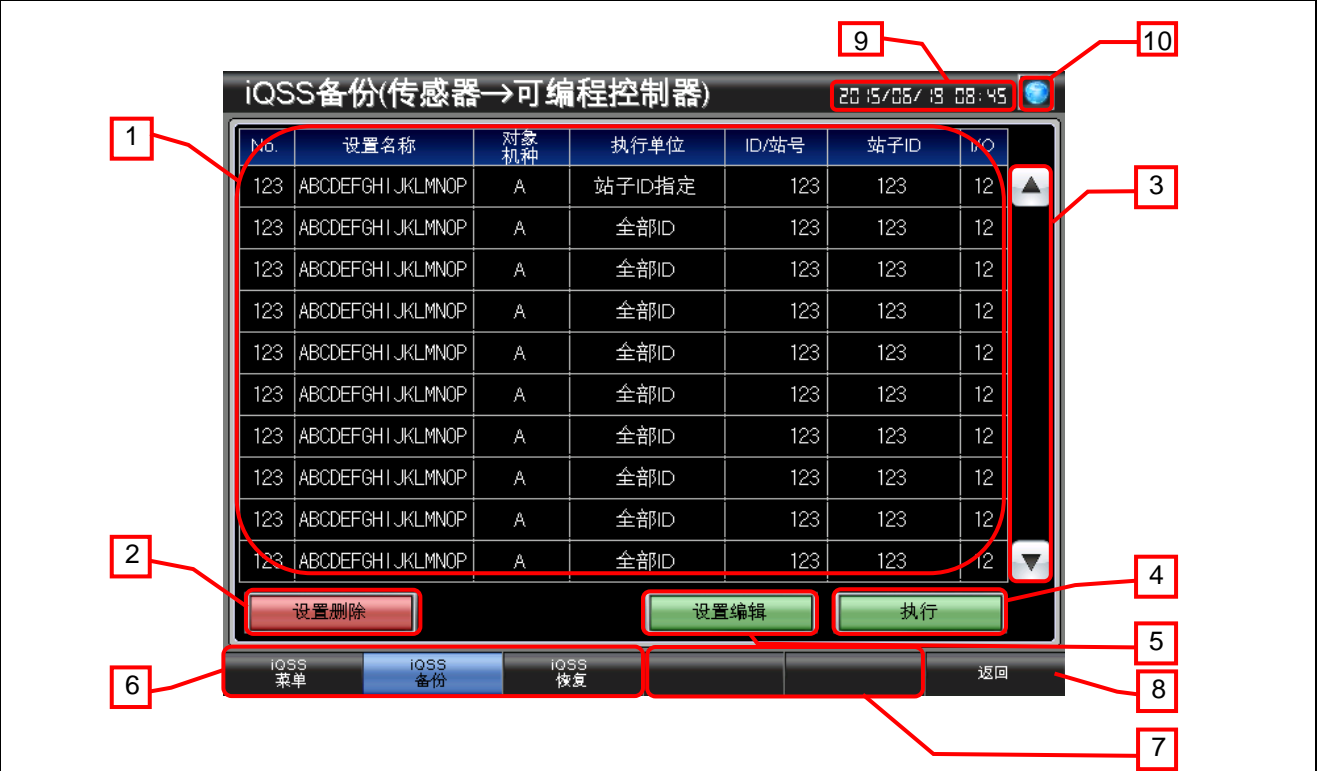 9
10
iQSS备份(传感器→可编程控制器)
2015/06/19 08:45
1
No. 设置名称 对象机种 执行单位 ID/站号 站子ID I/O
123 ABCDEFGHIJKLMNOP A 站子ID指定 123 123 12
3
123 ABCDEFGHIJKLMNOP A 全部ID 123 123 12
123 ABCDEFGHIJKLMNOP A 全部ID 123 123 12
123 ABCDEFGHIJKLMNOP A 全部ID 123 123 12
123 ABCDEFGHIJKLMNOP A 全部ID 123 123 12
123 ABCDEFGHIJKLMNOP A 全部ID 123 123 12
123 ABCDEFGHIJKLMNOP A 全部ID 123 123 12
123 ABCDEFGHIJKLMNOP A 全部ID 123 123 12
123 ABCDEFGHIJKLMNOP A 全部ID 123 123 12
2
123 ABCDEFGHIJKLMNOP A 全部ID 123 123 12
4
设置删除 设置编辑 执行
5
6
iQSS
菜单
iQSS
备份
iQSS
恢复
返回
8
7